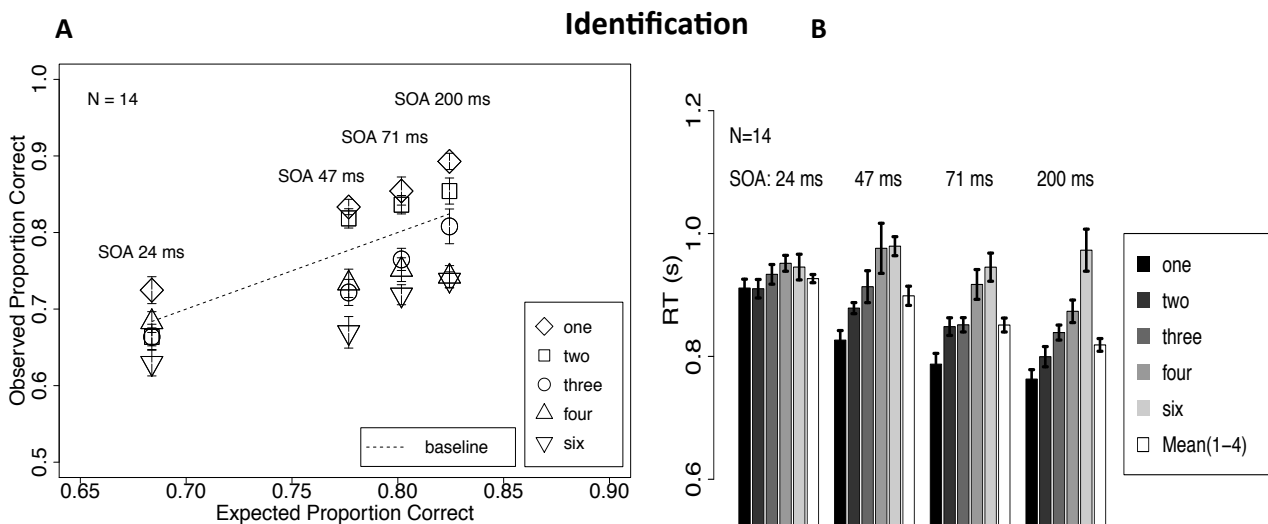 Identification
A
B
N = 14
SOA 24 ms
SOA 47 ms
SOA 71 ms
SOA 200 ms
Observed Proportion Correct
1.0
0.9
0.8
0.7
0.6
0.5
0.65
0.70
0.75
0.80
0.85
0.90
Expected Proportion Correct
baseline
one
two
three
four
six
N=14
SOA: 24 ms
47 ms
71 ms
200 ms
RT (s)
1.2
1.0
0.8
0.6
one
two
three
four
six
Mean(1−4)